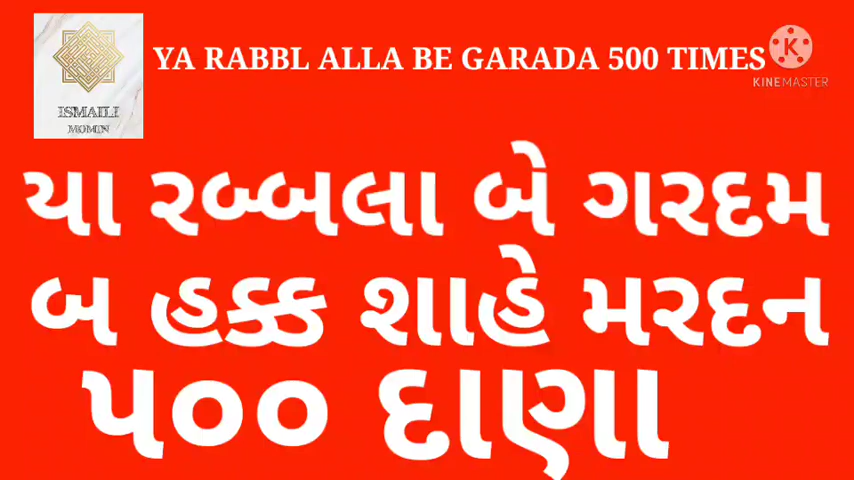 YA RABBL ALLA BE GARADA 500 TIMES
KINEMASTER
ISMAILI
MOMIN
યા રબ્બલા બે ગરદમ
બ હક્ક શાહે મરદન
૫૦૦ દાણા